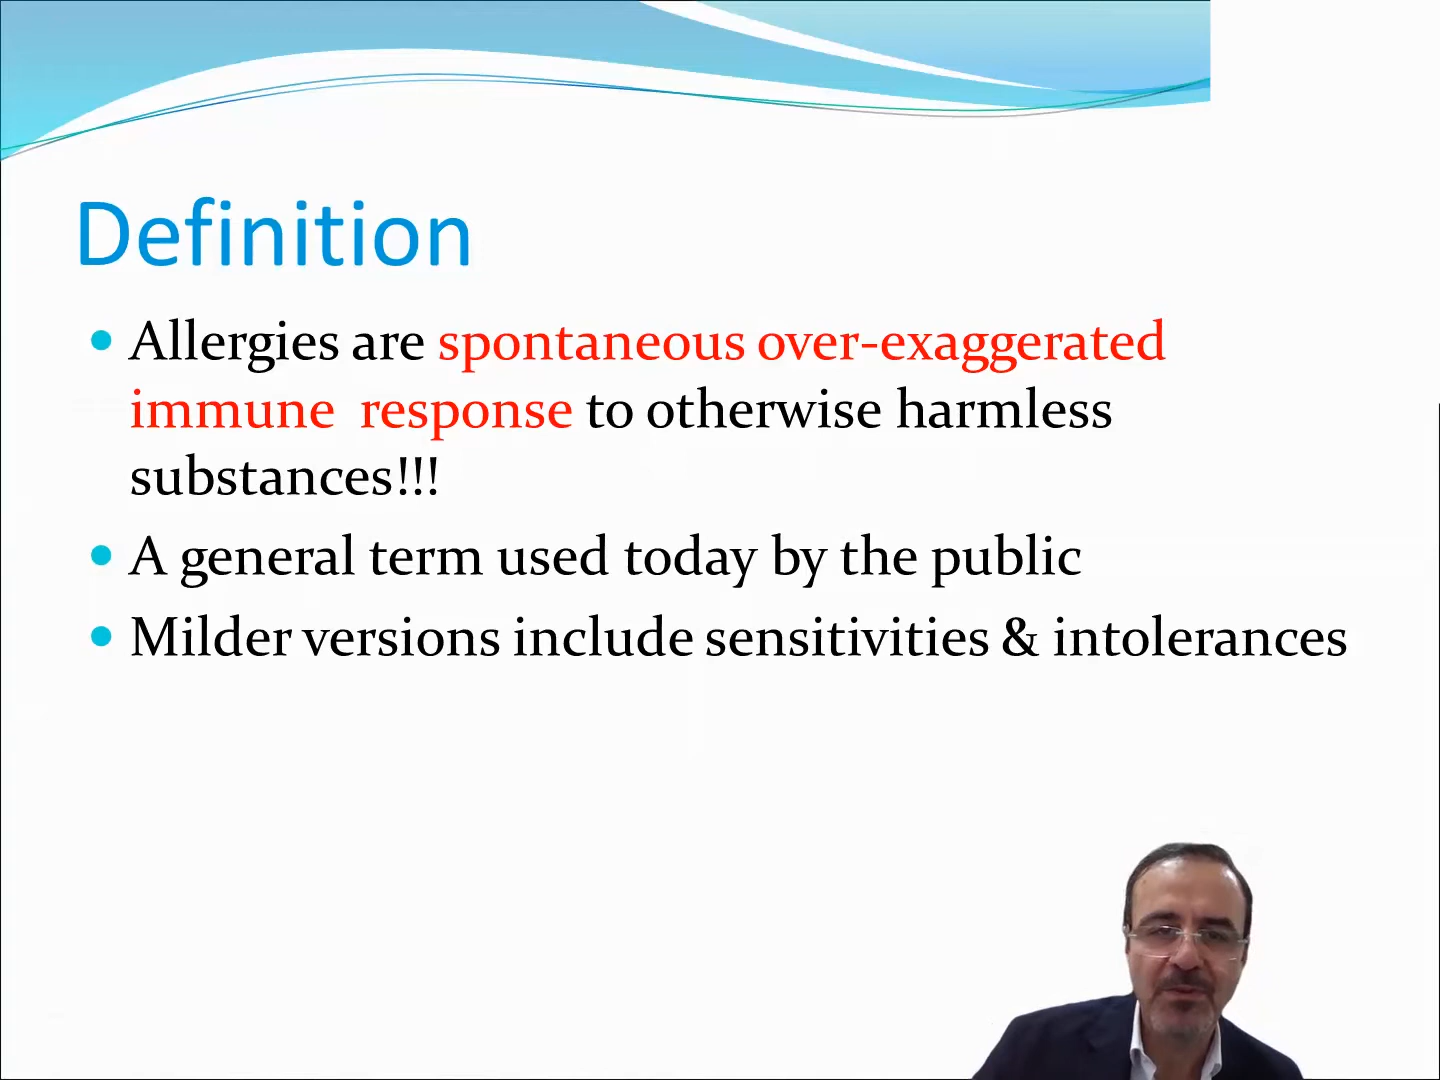 Definition
Allergies are spontaneous over-exaggerated
immune  response to otherwise harmless
substances!!!
A general term used today by the public
Milder versions include sensitivities & intolerances